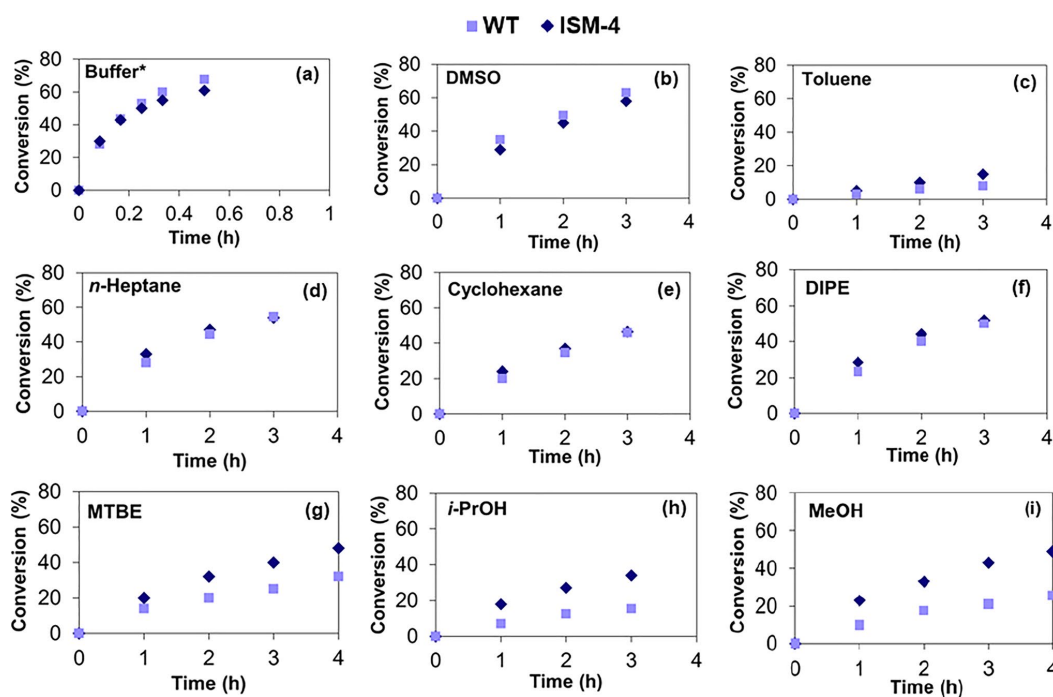 WT ISM-4
Buffer* (a)
Conversion (%)
80
60
40
20
0
0 0.2 0.4 0.6 0.8 1
Time (h)
DMSO (b)
Conversion (%)
80
60
40
20
0
0 1 2 3 4
Time (h)
Toluene (c)
Conversion (%)
80
60
40
20
0
0 1 2 3 4
Time (h)
n-Heptane (d)
Conversion (%)
80
60
40
20
0
0 1 2 3 4
Time (h)
Cyclohexane (e)
Conversion (%)
80
60
40
20
0
0 1 2 3 4
Time (h)
DIPE (f)
Conversion (%)
80
60
40
20
0
0 1 2 3 4
Time (h)
MTBE (g)
Conversion (%)
80
60
40
20
0
0 1 2 3 4
Time (h)
i-PrOH (h)
Conversion (%)
80
60
40
20
0
0 1 2 3 4
Time (h)
MeOH (i)
Conversion (%)
80
60
40
20
0
0 1 2 3 4
Time (h)